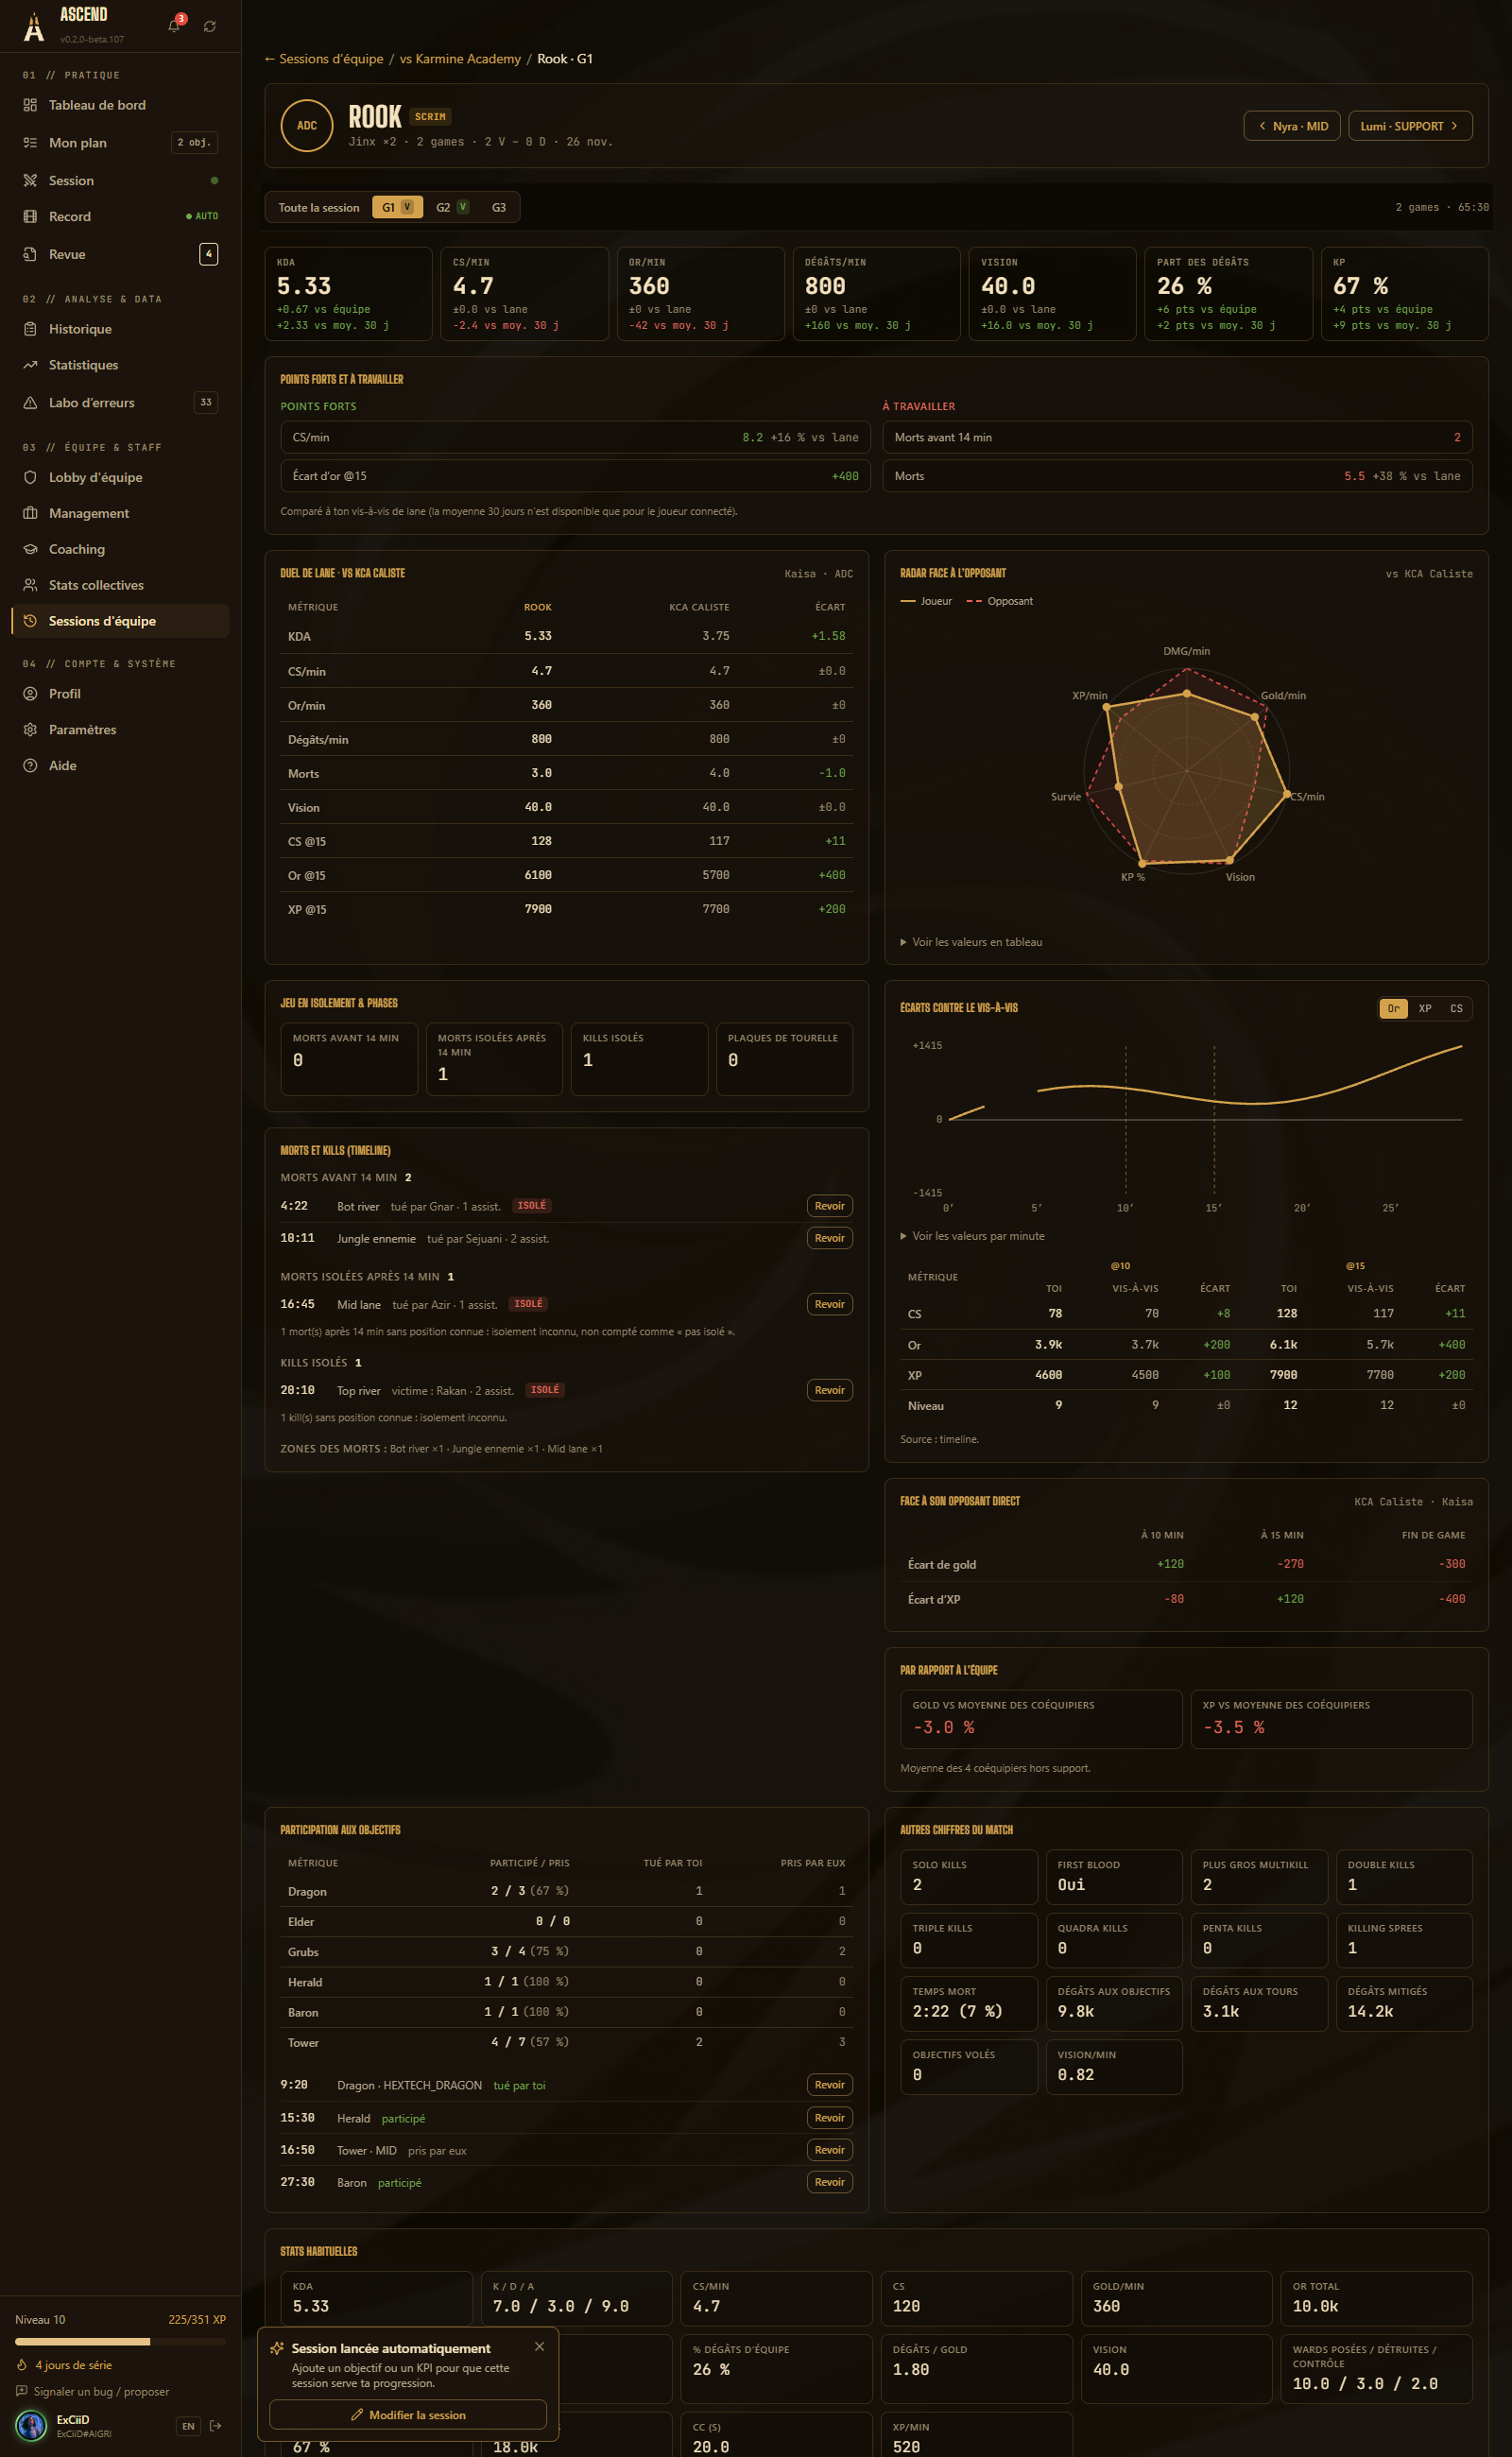 ASCEND
v0.2.0-beta.107
3
01 // PRATIQUE
Tableau de bord
Mon plan 2 obj.
Session
Record AUTO
Revue 4
02 // ANALYSE & DATA
Historique
Statistiques
Labo d'erreurs 33
03 // ÉQUIPE & STAFF
Lobby d'équipe
Management
Coaching
Stats collectives
Sessions d'équipe
04 // COMPTE & SYSTÈME
Profil
Paramètres
Aide
Niveau 10 225/351 XP
4 jours de série
Signaler un bug / proposer
ExCiiD
ExCiiD#AIGRI
EN
← Sessions d'équipe / vs Karmine Academy / Rook · G1
ADC
ROOK SCRIM
Jinx ×2 · 2 games · 2 V – 0 D · 26 nov.
Nyra · MID
Lumi · SUPPORT
Toute la session G1 V G2 V G3
2 games · 65:30
KDA
5.33
+0.67 vs équipe
+2.33 vs moy. 30 j
CS/MIN
4.7
±0.0 vs lane
-2.4 vs moy. 30 j
OR/MIN
360
±0 vs lane
-42 vs moy. 30 j
DÉGÂTS/MIN
800
±0 vs lane
+160 vs moy. 30 j
VISION
40.0
±0.0 vs lane
+16.0 vs moy. 30 j
PART DES DÉGÂTS
26 %
+6 pts vs équipe
+2 pts vs moy. 30 j
KP
67 %
+4 pts vs équipe
+9 pts vs moy. 30 j
POINTS FORTS ET À TRAVAILLER
POINTS FORTS
CS/min 8.2 +16 % vs lane
Écart d'or @15 +400
À TRAVAILLER
Morts avant 14 min 2
Morts 5.5 +38 % vs lane
Comparé à ton vis-à-vis de lane (la moyenne 30 jours n'est disponible que pour le joueur connecté).
DUEL DE LANE · VS KCA CALISTE
Kaisa · ADC
MÉTRIQUE ROOK KCA CALISTE ÉCART
KDA 5.33 3.75 +1.58
CS/min 4.7 4.7 ±0.0
Or/min 360 360 ±0
Dégâts/min 800 800 ±0
Morts 3.0 4.0 -1.0
Vision 40.0 40.0 ±0.0
CS @15 128 117 +11
Or @15 6100 5700 +400
XP @15 7900 7700 +200
RADAR FACE À L'OPPOSANT
vs KCA Caliste
Joueur Opposant
DMG/min
Gold/min
CS/min
Vision
KP %
Survie
XP/min
Voir les valeurs en tableau
JEU EN ISOLEMENT & PHASES
MORTS AVANT 14 MIN
0
MORTS ISOLÉES APRÈS 14 MIN
1
KILLS ISOLÉS
1
PLAQUES DE TOURELLE
0
MORTS ET KILLS (TIMELINE)
MORTS AVANT 14 MIN 2
4:22 Bot river tué par Gnar · 1 assist. ISOLÉ Revoir
10:11 Jungle ennemie tué par Sejuani · 2 assist. Revoir
MORTS ISOLÉES APRÈS 14 MIN 1
16:45 Mid lane tué par Azir · 1 assist. ISOLÉ Revoir
1 mort(s) après 14 min sans position connue : isolement inconnu, non compté comme « pas isolé ».
KILLS ISOLÉS 1
20:10 Top river victime : Rakan · 2 assist. ISOLÉ Revoir
1 kill(s) sans position connue : isolement inconnu.
ZONES DES MORTS : Bot river ×1 · Jungle ennemie ×1 · Mid lane ×1
ÉCARTS CONTRE LE VIS-À-VIS
Or XP CS
+1415
0
-1415
0' 5' 10' 15' 20' 25'
Voir les valeurs par minute
@10 @15
MÉTRIQUE TOI VIS-À-VIS ÉCART TOI VIS-À-VIS ÉCART
CS 78 70 +8 128 117 +11
Or 3.9k 3.7k +200 6.1k 5.7k +400
XP 4600 4500 +100 7900 7700 +200
Niveau 9 9 ±0 12 12 ±0
Source : timeline.
FACE À SON OPPOSANT DIRECT
KCA Caliste · Kaisa
À 10 MIN À 15 MIN FIN DE GAME
Écart de gold +120 -270 -300
Écart d'XP -80 +120 -400
PAR RAPPORT À L'ÉQUIPE
GOLD VS MOYENNE DES COÉQUIPIERS
-3.0 %
XP VS MOYENNE DES COÉQUIPIERS
-3.5 %
Moyenne des 4 coéquipiers hors support.
PARTICIPATION AUX OBJECTIFS
MÉTRIQUE PARTICIPÉ / PRIS TUÉ PAR TOI PRIS PAR EUX
Dragon 2 / 3 (67 %) 1 1
Elder 0 / 0 0 0
Grubs 3 / 4 (75 %) 0 2
Herald 1 / 1 (100 %) 0 0
Baron 1 / 1 (100 %) 0 0
Tower 4 / 7 (57 %) 2 3
9:20 Dragon · HEXTECH_DRAGON tué par toi Revoir
15:30 Herald participé Revoir
16:50 Tower · MID pris par eux Revoir
27:30 Baron participé Revoir
AUTRES CHIFFRES DU MATCH
SOLO KILLS
2
FIRST BLOOD
Oui
PLUS GROS MULTIKILL
2
DOUBLE KILLS
1
TRIPLE KILLS
0
QUADRA KILLS
0
PENTA KILLS
0
KILLING SPREES
1
TEMPS MORT
2:22 (7 %)
DÉGÂTS AUX OBJECTIFS
9.8k
DÉGÂTS AUX TOURS
3.1k
DÉGÂTS MITIGÉS
14.2k
OBJECTIFS VOLÉS
0
VISION/MIN
0.82
STATS HABITUELLES
KDA
5.33
K / D / A
7.0 / 3.0 / 9.0
CS/MIN
4.7
CS
120
GOLD/MIN
360
OR TOTAL
10.0k
% DÉGÂTS D'ÉQUIPE
26 %
DÉGÂTS / GOLD
1.80
VISION
40.0
WARDS POSÉES / DÉTRUITES / CONTRÔLE
10.0 / 3.0 / 2.0
67 %
18.0k
CC (S)
20.0
XP/MIN
520
Session lancée automatiquement
Ajoute un objectif ou un KPI pour que cette
session serve ta progression.
Modifier la session